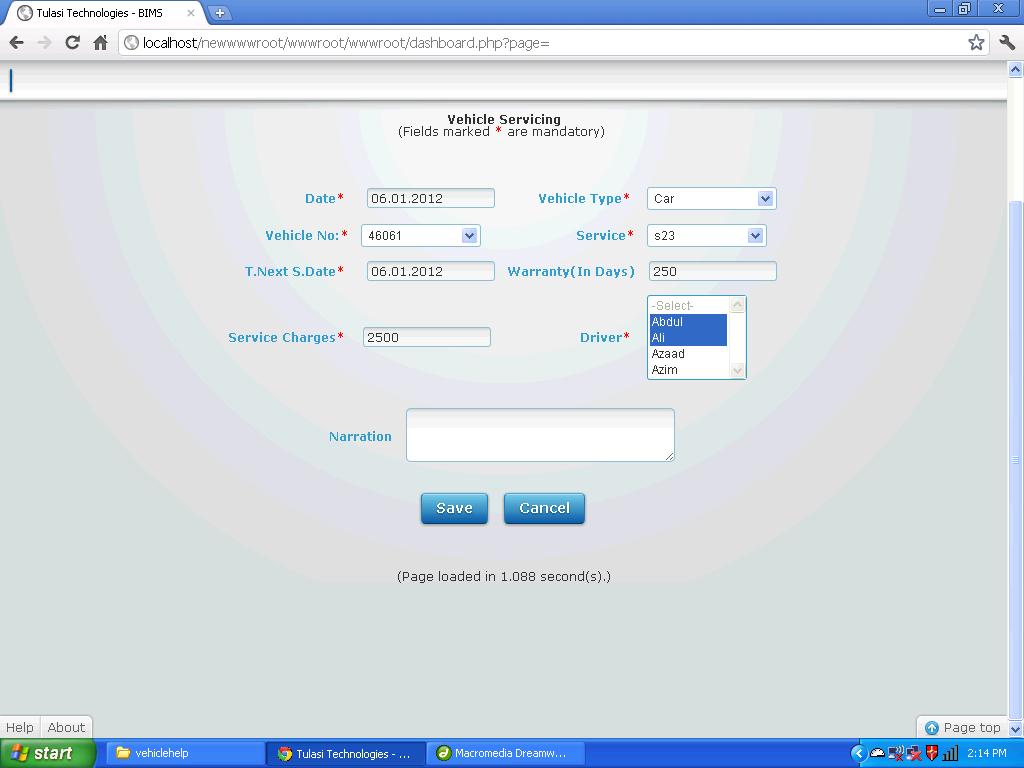 Tulasi Technologies - BIMS
localhost/newwwwroot/wwwroot/wwwroot/dashboard.php?page=
Vehicle Servicing
(Fields marked * are mandatory)
Date* 06.01.2012 Vehicle Type* Car
Vehicle No:* 46061 Service* s23
T.Next S.Date* 06.01.2012 Warranty(In Days) 250
-Select-
Abdul
Service Charges* 2500 Driver* Ali
Azaad
Azim
Narration
Save Cancel
(Page loaded in 1.088 second(s).)
Help About Page top
start vehiclehelp Tulasi Technologies - ... Macromedia Dreamw... 2:14 PM